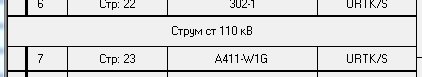 6 Стр: 22 302-1 URTK/S
Струм ст 110 кВ
7 Стр: 23 A411-W1G URTK/S